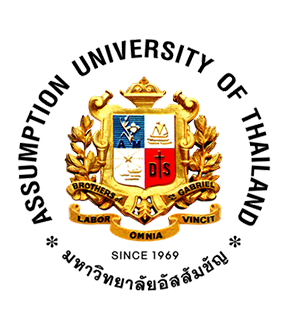 ASSUMPTION UNIVERSITY OF THAILAND
A M
D S
BROTHERS GABRIEL
LABOR VINCIT
OMNIA
SINCE 1969
* มหาวิทยาลัยอัสสัมชัญ *